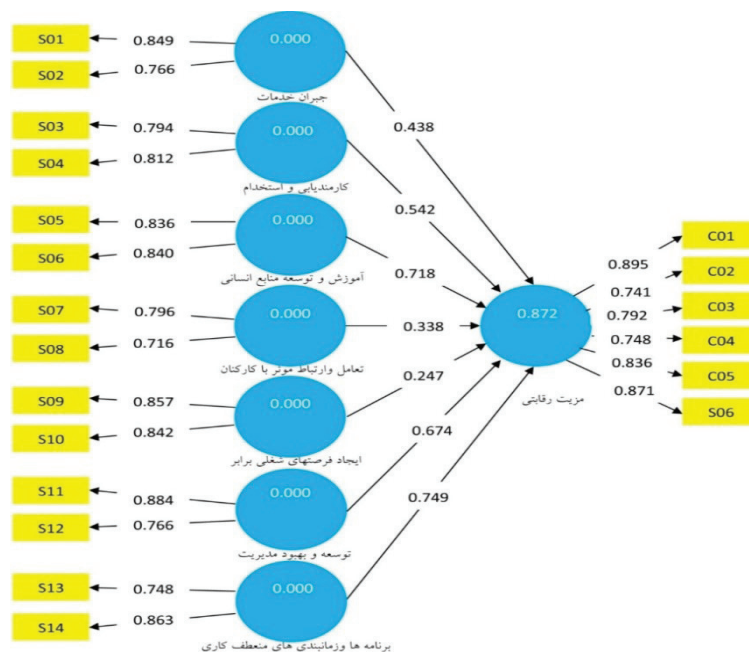 S01
0.849
0.000
S02
0.766
جبران خدمات
0.438
S03
0.794
0.000
S04
0.812
کارمندیابی و استخدام
0.542
S05
0.836
0.000
S06
0.840
آموزش و توسعه منابع انسانی
0.718
S07
0.796
0.000
S08
0.716
تعامل وارتباط موثر با کارکنان
0.338
S09
0.857
0.000
S10
0.842
ایجاد فرصتهای شغلی برابر
0.247
S11
0.884
0.000
S12
0.766
توسعه و بهبود مدیریت
0.674
S13
0.748
0.000
S14
0.863
برنامه ها وزمانبندی های منعطف کاری
0.749
0.872
مزیت رقابتی
0.895
C01
0.741
C02
0.792
C03
0.748
C04
0.836
C05
0.871
S06